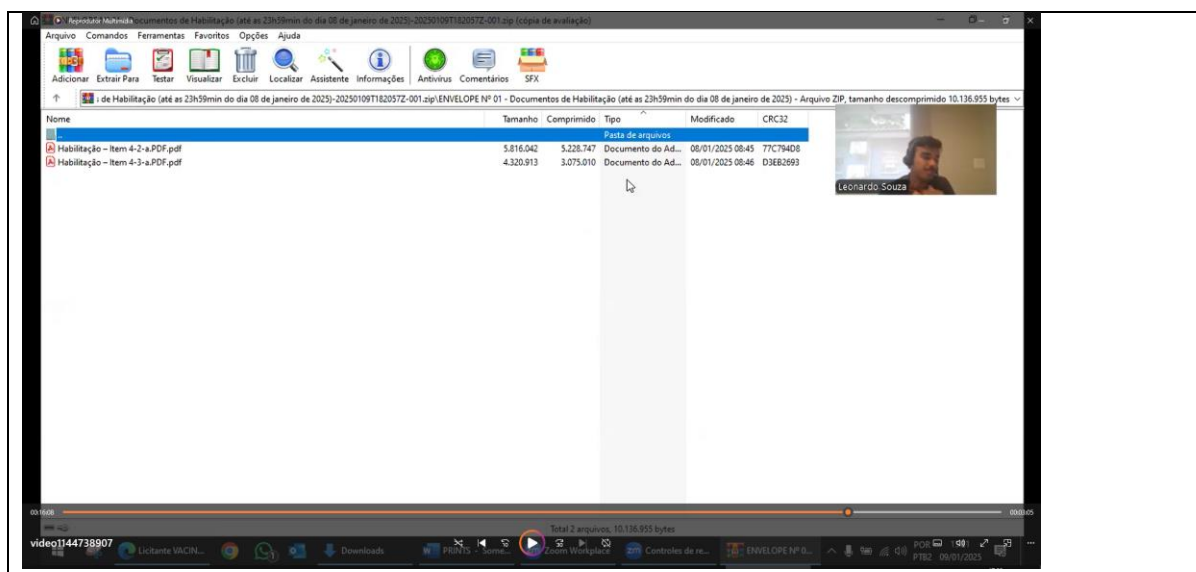 Reprodutor Multimídia Documentos de Habilitação (até as 23h59min do dia 08 de janeiro de 2025)-20250109T182057Z-001.zip (cópia de avaliação)
Arquivo Comandos Ferramentas Favoritos Opções Ajuda
Adicionar Extrair Para Testar Visualizar Excluir Localizar Assistente Informações Antivírus Comentários SFX
: de Habilitação (até as 23h59min do dia 08 de janeiro de 2025)-20250109T182057Z-001.zip\ENVELOPE Nº 01 - Documentos de Habilitação (até as 23h59min do dia 08 de janeiro de 2025) - Arquivo ZIP, tamanho descomprimido 10.136.955 bytes
Nome Tamanho Comprimido Tipo Modificado CRC32
.. Pasta de arquivos
Habilitação – Item 4-2-a.PDF.pdf 5.816.042 5.228.747 Documento do Ad... 08/01/2025 08:45 77C794D8
Habilitação – Item 4-3-a.PDF.pdf 4.320.913 3.075.010 Documento do Ad... 08/01/2025 08:46 D3EB2693
Leonardo Souza
00:16:08 00:03:05
Total 2 arquivos, 10.136.955 bytes
video1144738907
Licitante VACIN... Downloads PRINTS - Some... Zoom Workplace Controles de re... ENVELOPE Nº 0... POR
PTB2 09/01/2025